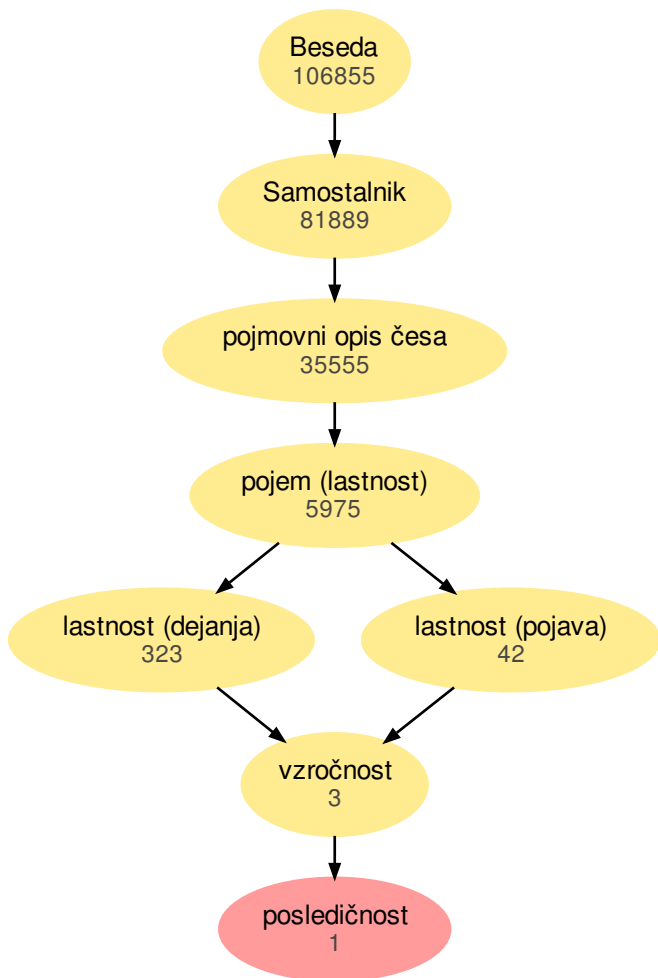 Beseda
106855
Samostalnik
81889
pojmovni opis česa
35555
pojem (lastnost)
5975
lastnost (dejanja)
323
lastnost (pojava)
42
vzročnost
3
posledičnost
1